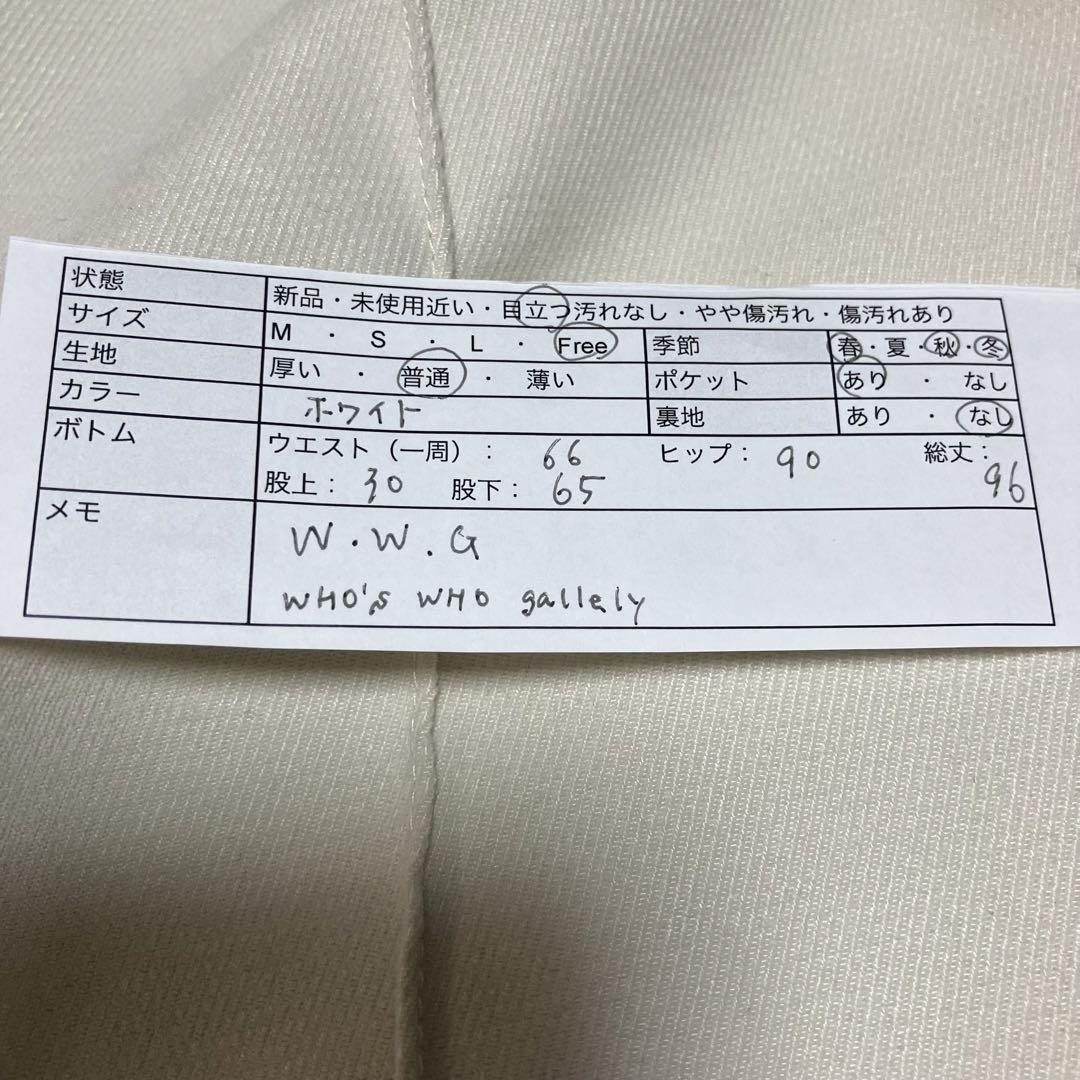 状態 新品・未使用近い・目立つ汚れなし・やや傷汚れ・傷汚れあり
サイズ M ・ S ・ L ・ Free 季節 春・夏・秋・冬
生地 厚い ・ 普通 ・ 薄い ポケット あり ・ なし
カラー ホワイト 裏地 あり ・ なし
ボトム ウエスト（一周）： 66 ヒップ： 90 総丈： 96
股上： 30 股下： 65
メモ W.W.G
WHO's WHO gallely